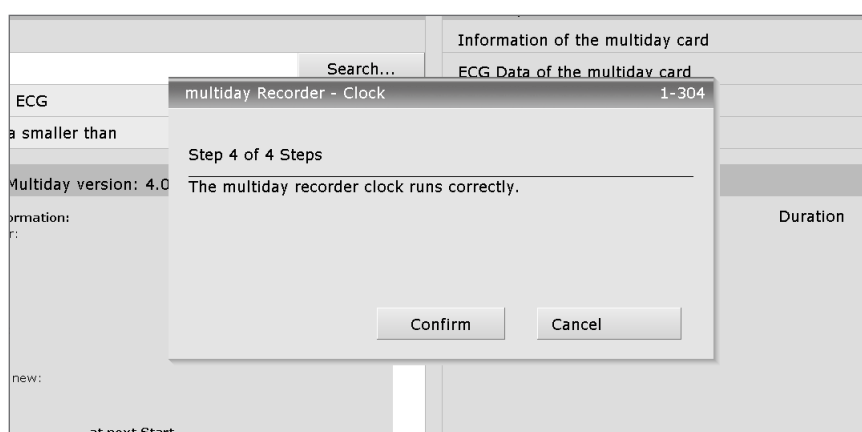 Information of the multiday card
Search...
ECG Data of the multiday card
ECG
multiday Recorder - Clock 1-304
smaller than
Step 4 of 4 Steps
Multiday version: 4.0
The multiday recorder clock runs correctly.
Duration
Confirm
Cancel
new:
at next Start